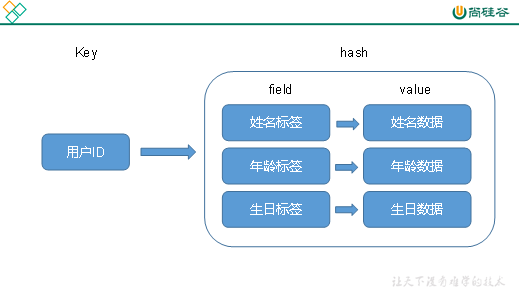 尚硅谷
Key
hash
field
value
用户ID
姓名标签
姓名数据
年龄标签
年龄数据
生日标签
生日数据
让天下没有难学的技术